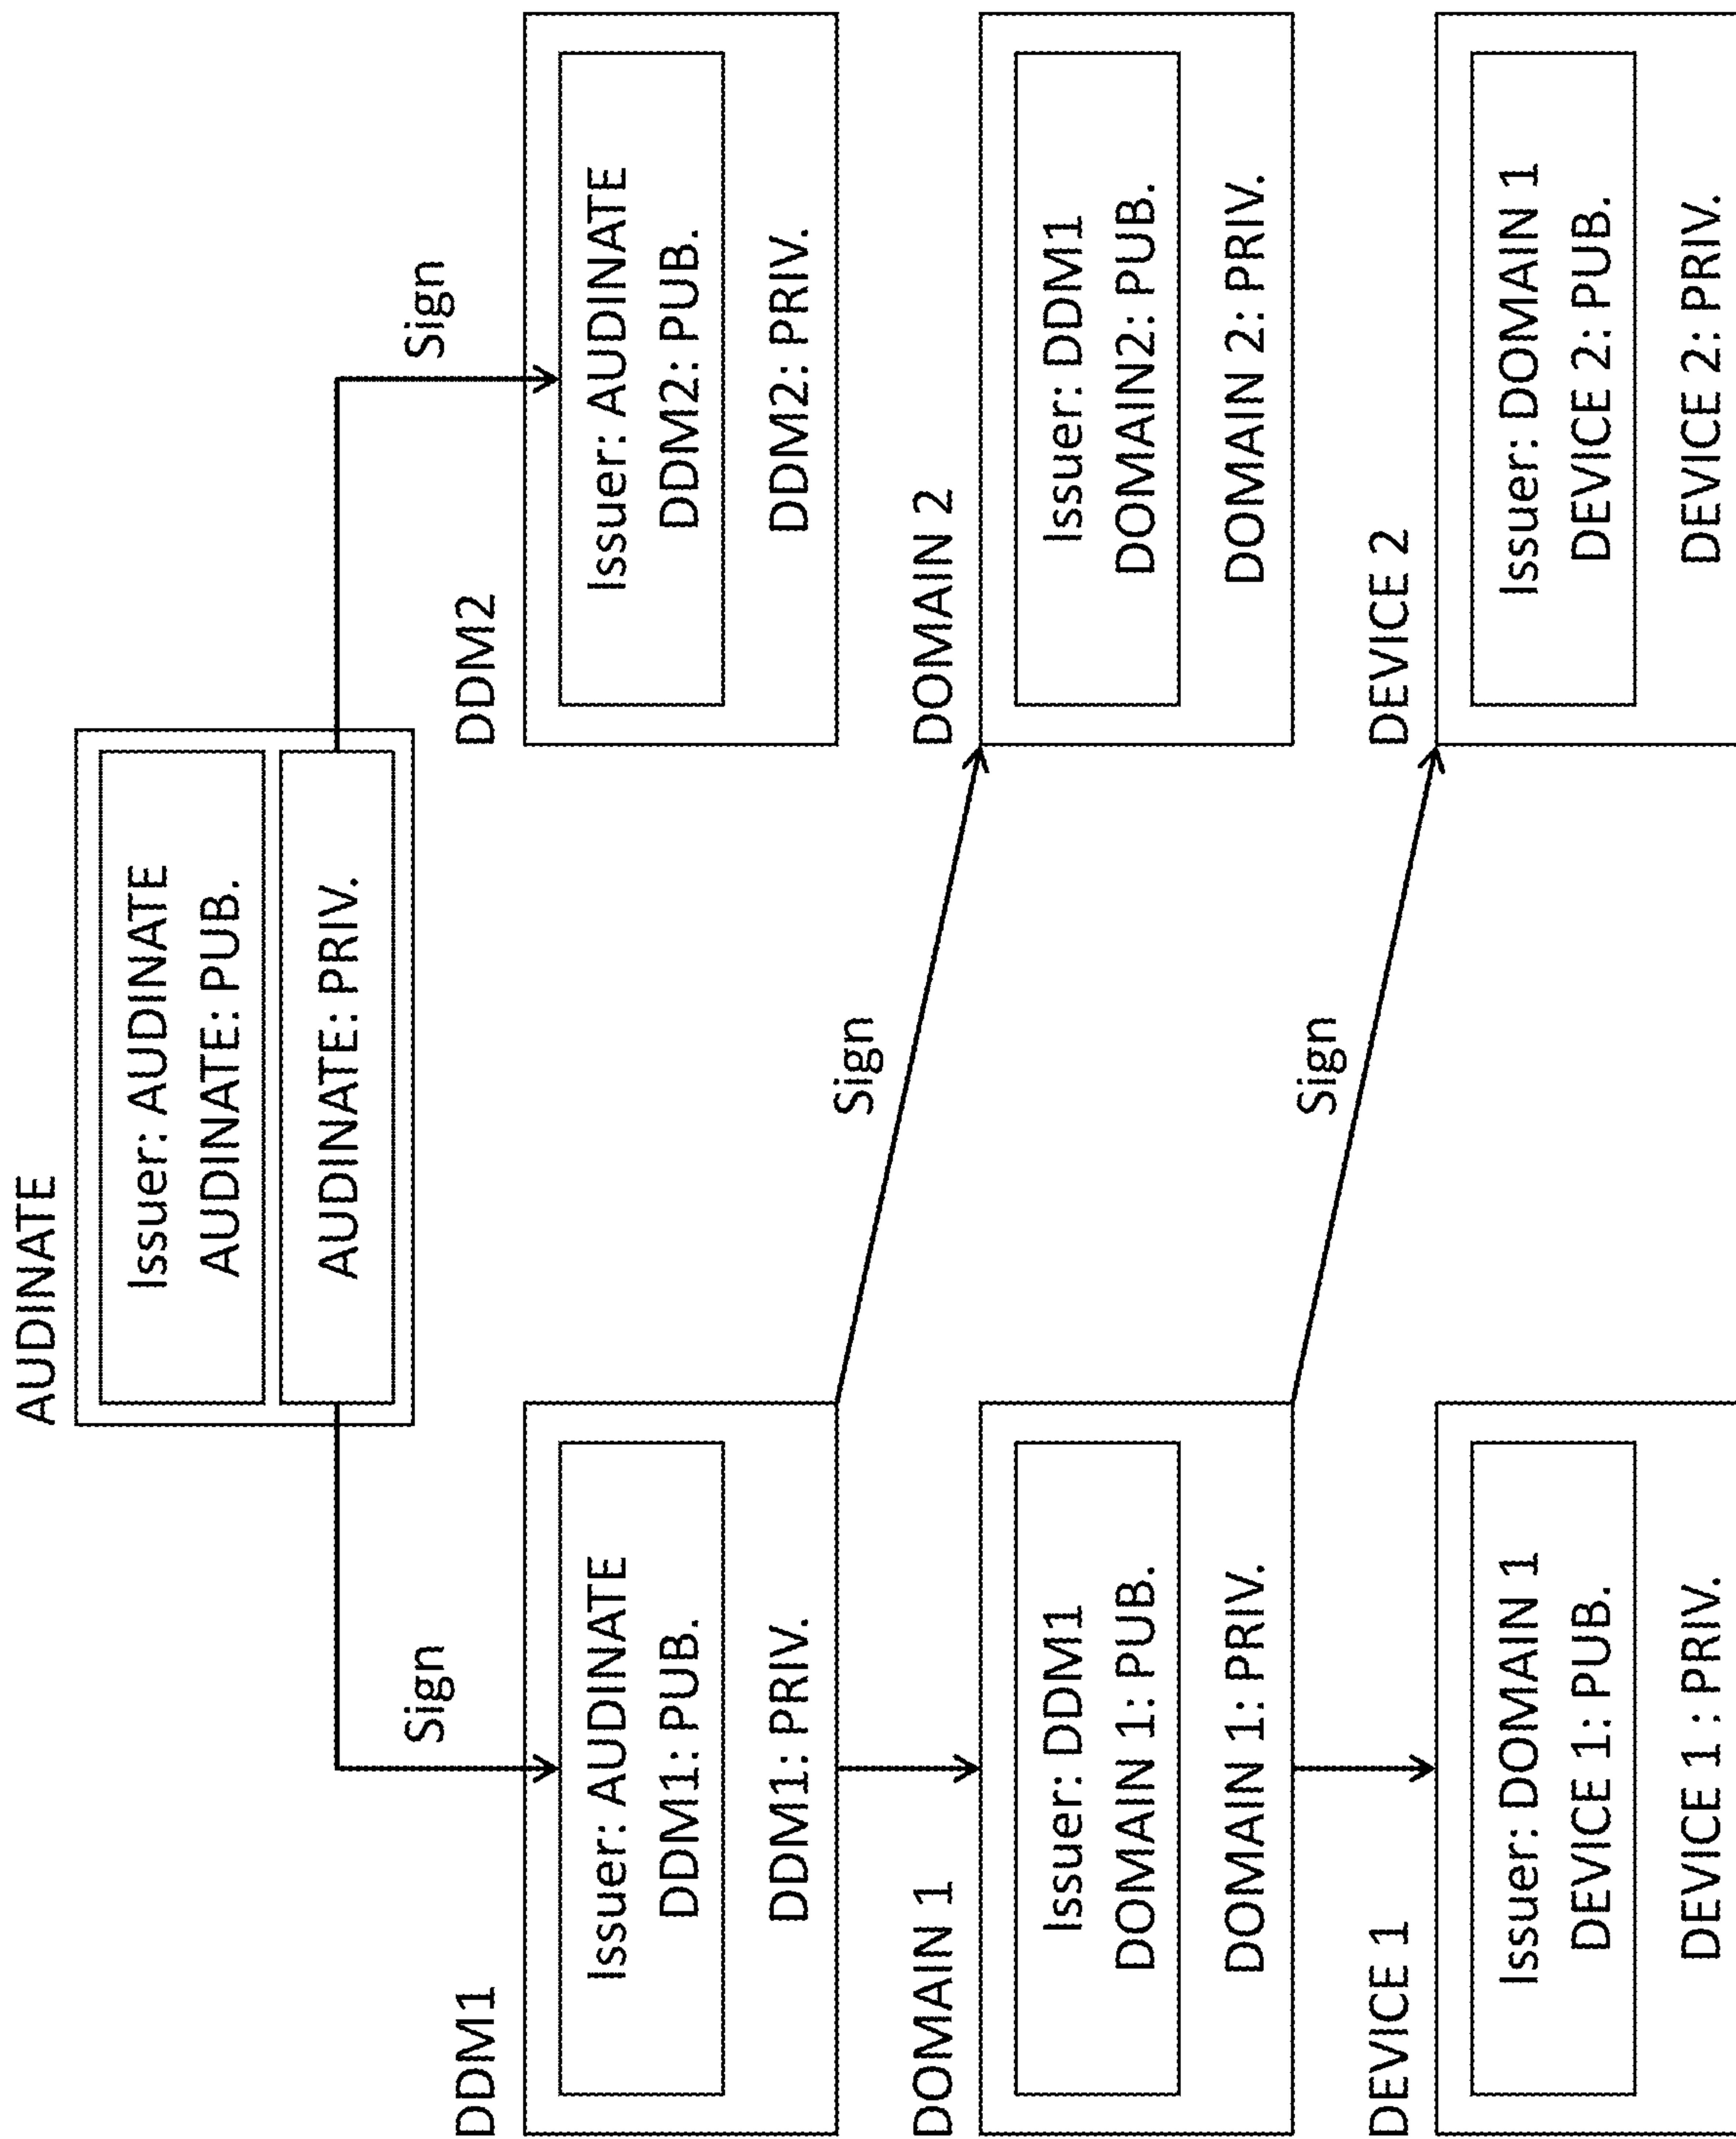 AUDINATE
Issuer: AUDINATE
AUDINATE: PUB.
AUDINATE: PRIV.
Sign
Sign
DDM1
Issuer: AUDINATE
DDM1: PUB.
DDM1: PRIV.
DDM2
Issuer: AUDINATE
DDM2: PUB.
DDM2: PRIV.
Sign
DOMAIN 1
Issuer: DDM1
DOMAIN 1: PUB.
DOMAIN 1: PRIV.
DOMAIN 2
Issuer: DDM1
DOMAIN2: PUB.
DOMAIN 2: PRIV.
Sign
DEVICE 1
Issuer: DOMAIN 1
DEVICE 1: PUB.
DEVICE 1 : PRIV.
DEVICE 2
Issuer: DOMAIN 1
DEVICE 2: PUB.
DEVICE 2: PRIV.